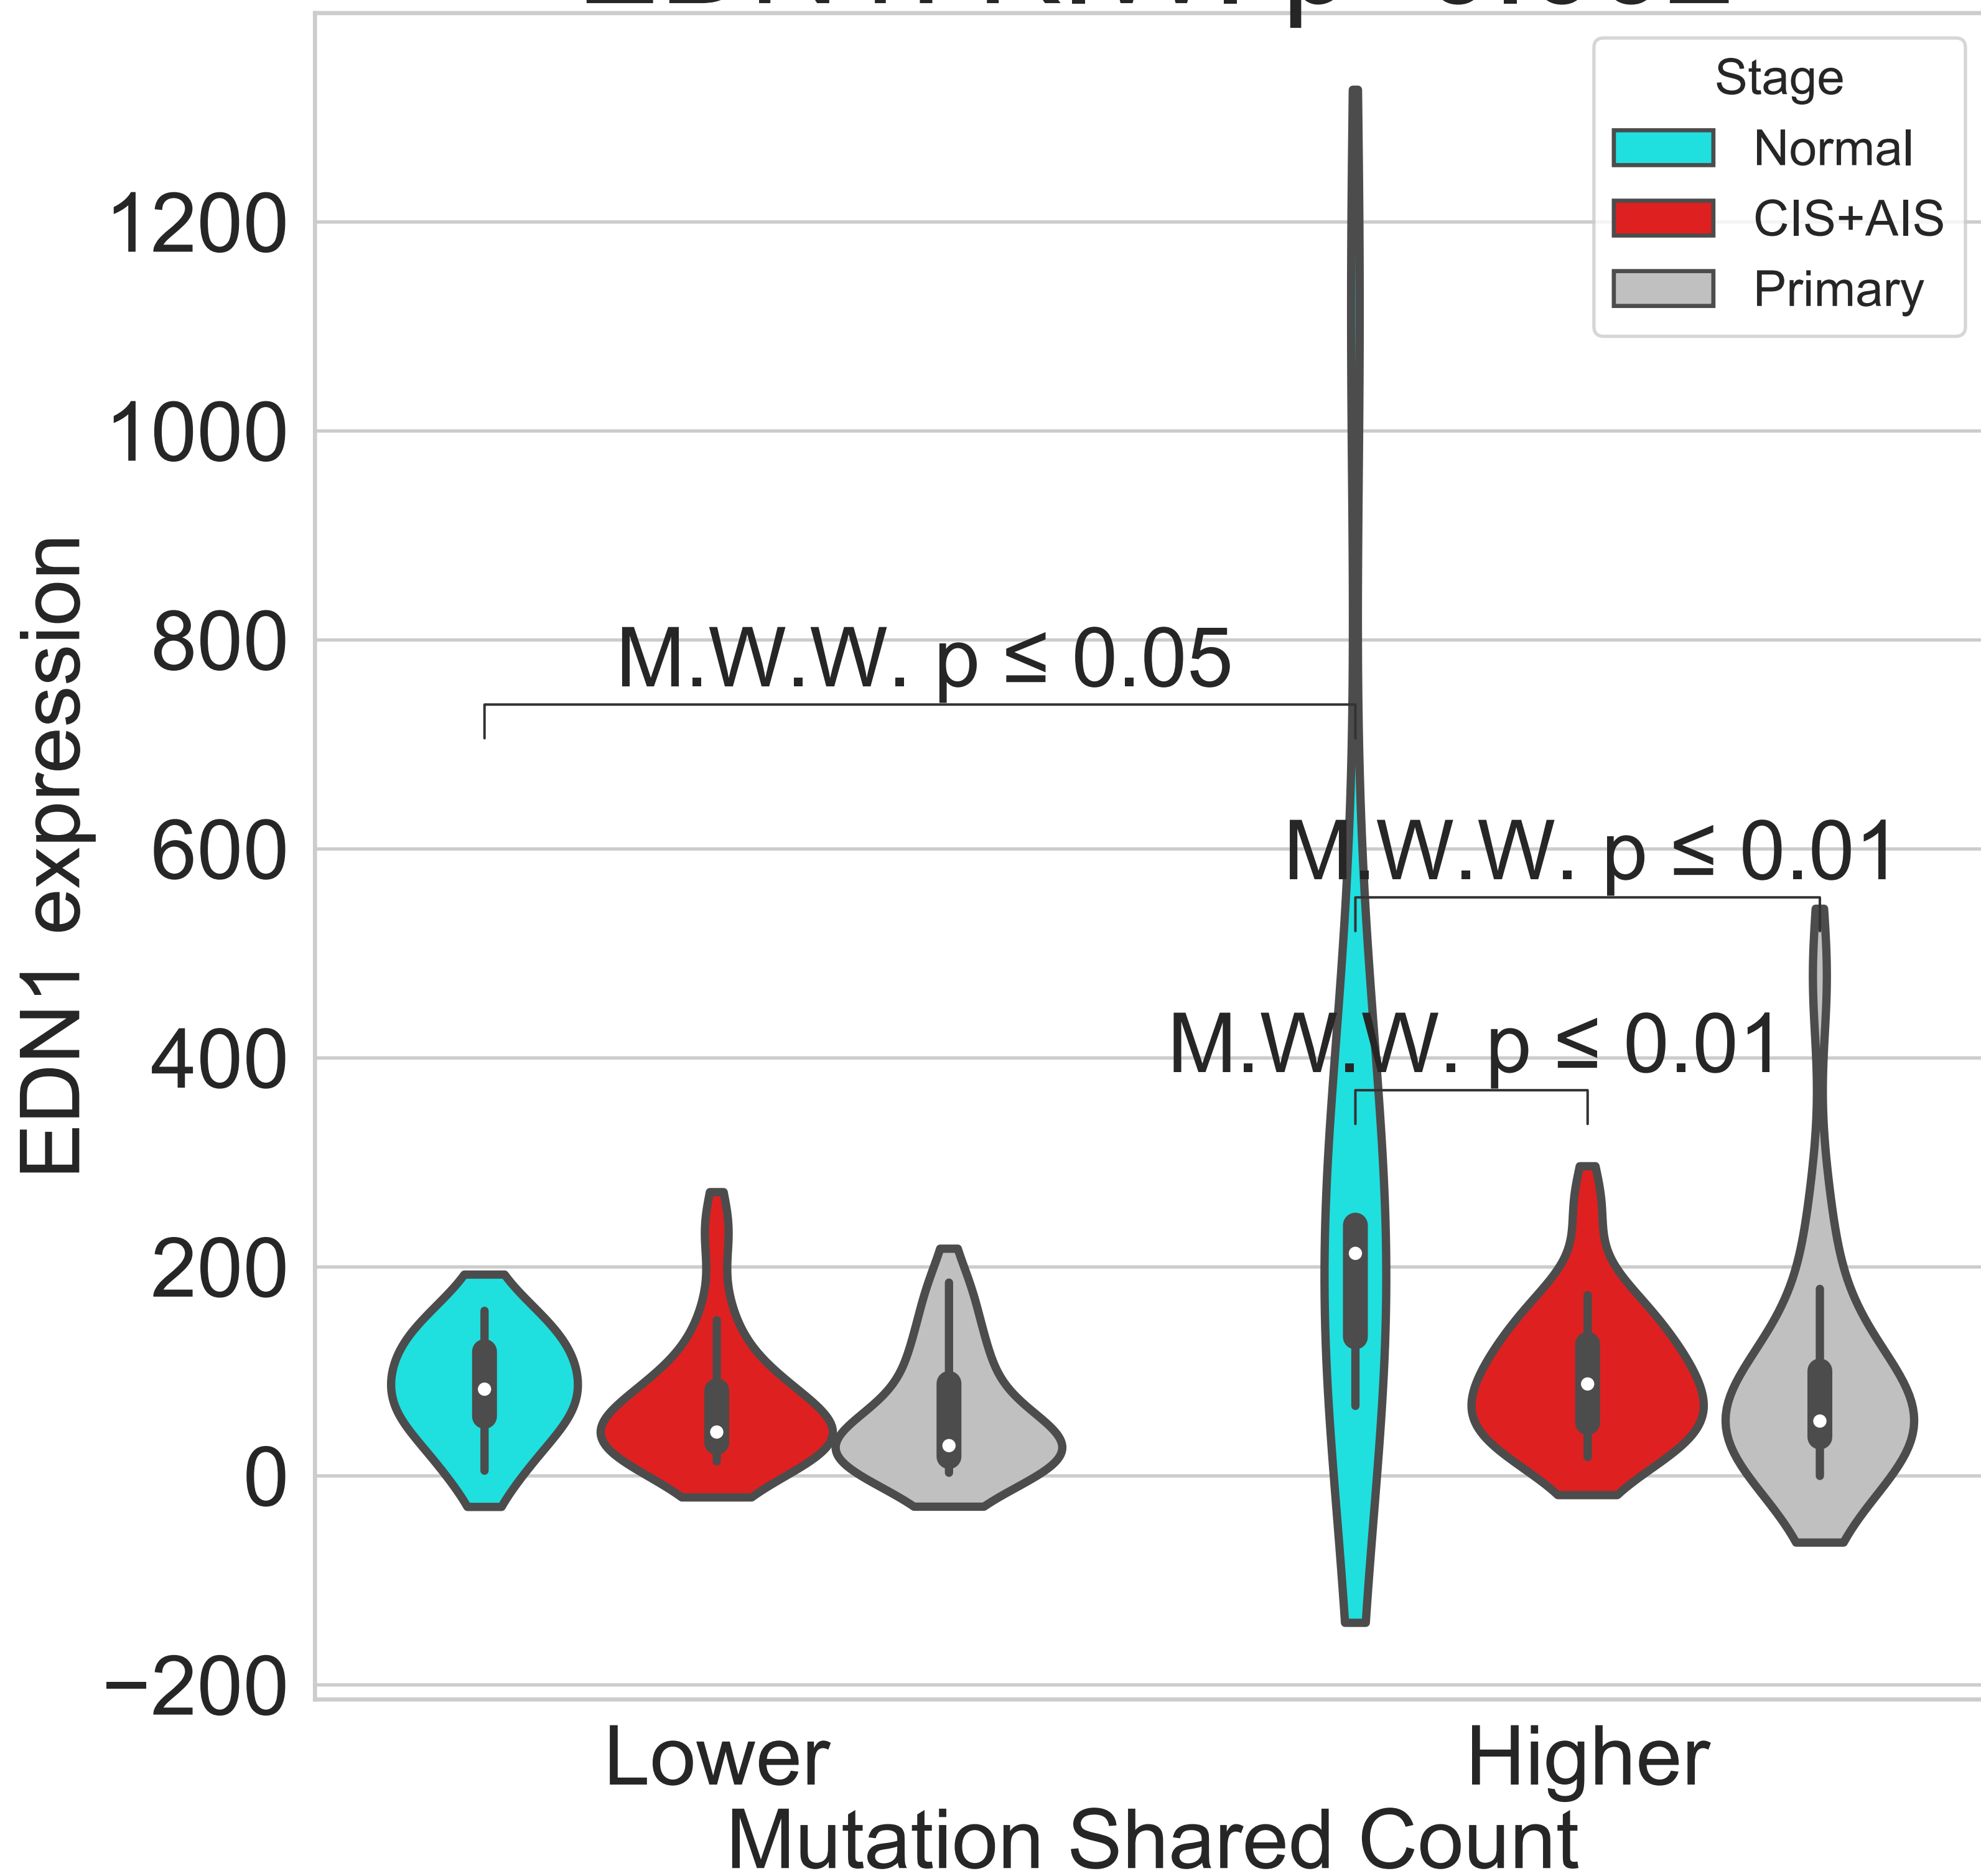 Stage
Normal
CIS+AIS
Primary
1200
1000
800
600
400
200
0
−200
EDN1 expression
M.W.W. p ≤ 0.05
M.W.W. p ≤ 0.01
M.W.W. p ≤ 0.01
Lower
Higher
Mutation Shared Count